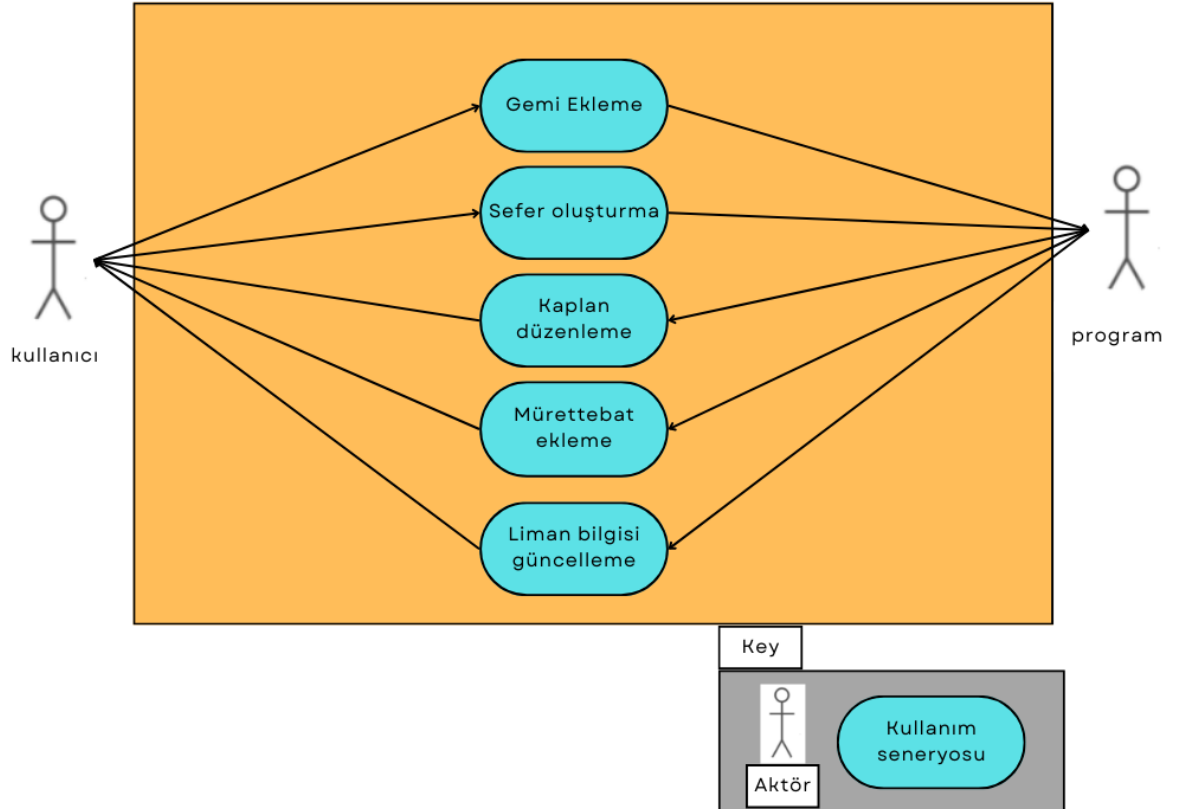 Gemi Ekleme
Sefer oluşturma
Kaplan
düzenleme
Mürettebat
ekleme
Liman bilgisi
güncelleme
kullanıcı
program
Key
Kullanım
seneryosu
Aktör